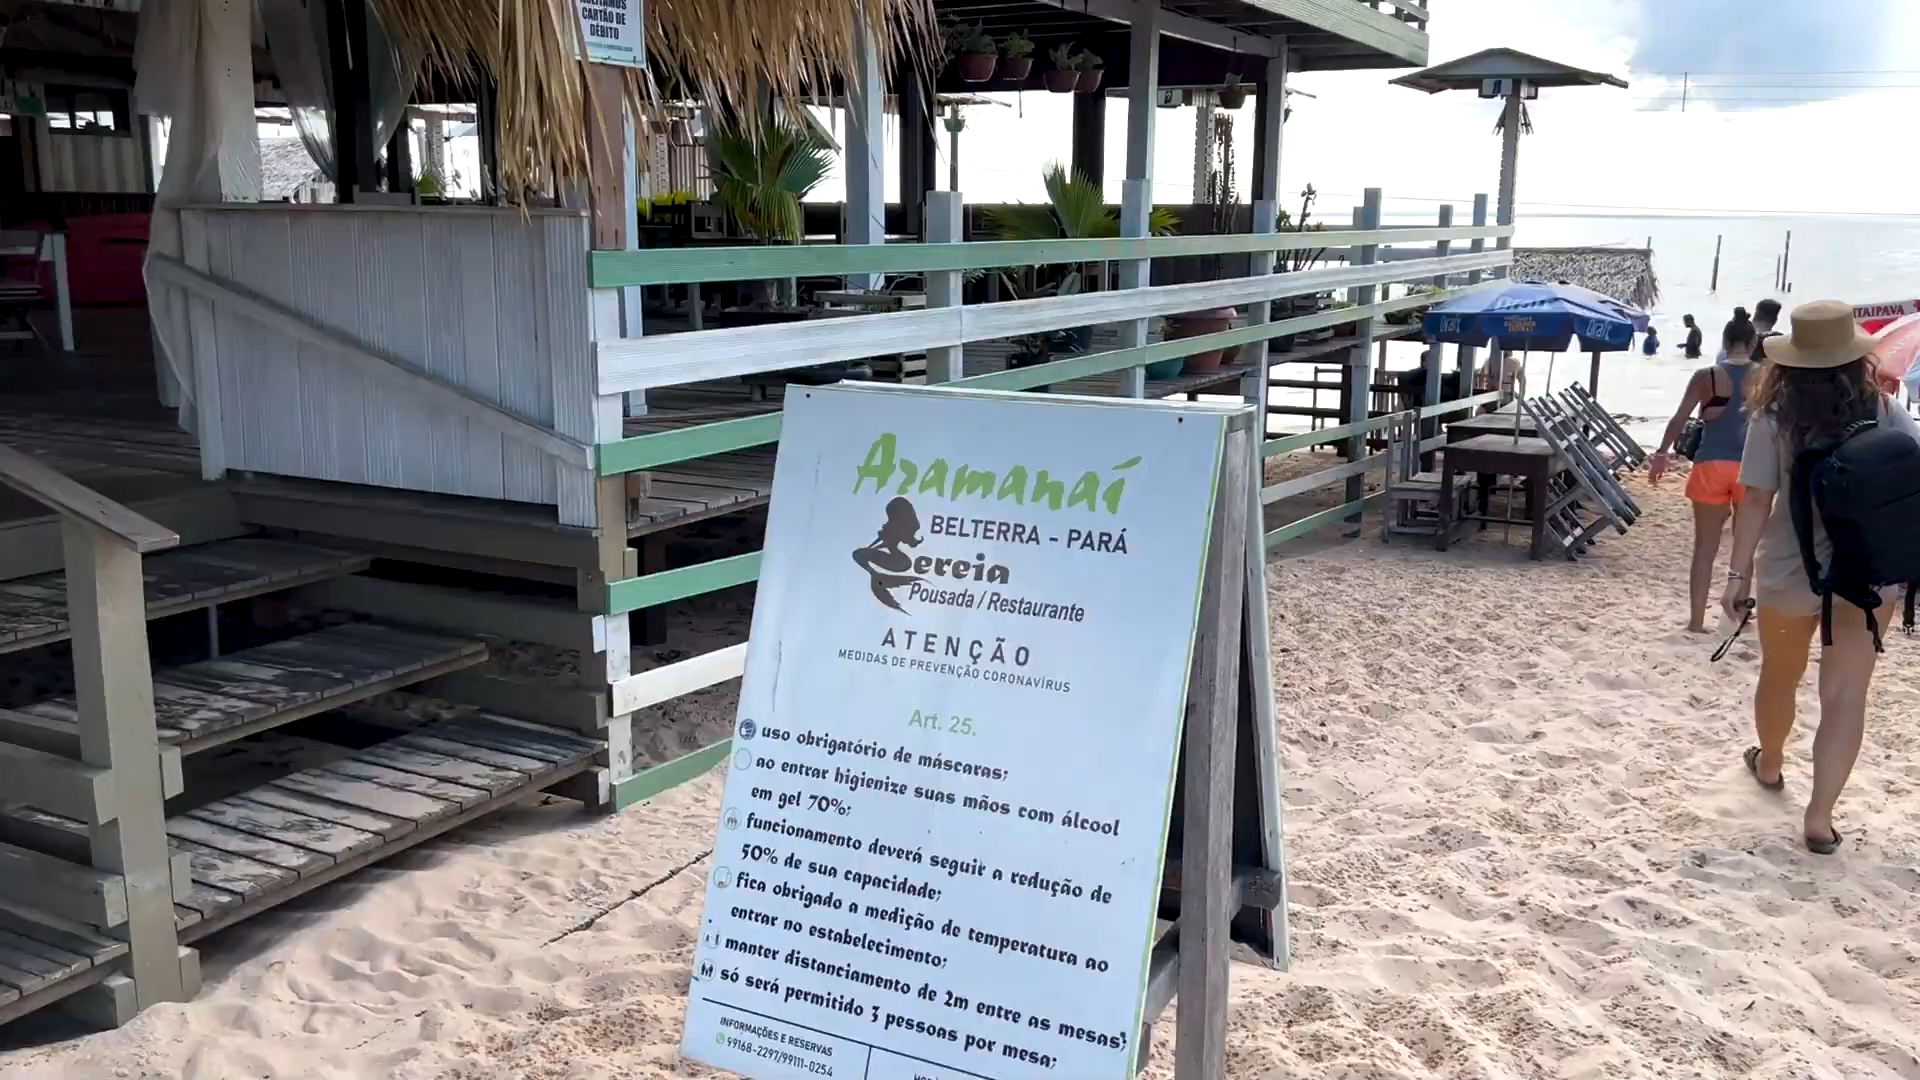 CARTÃO DE
DÉBITO
Aramanaí
BELTERRA - PARÁ
Sereia
Pousada / Restaurante
ATENÇÃO
MEDIDAS DE PREVENÇÃO CORONAVÍRUS
Art. 25.
uso obrigatório de máscaras;
ao entrar higienize suas mãos com álcool
em gel 70%;
funcionamento deverá seguir a redução de
50% de sua capacidade;
fica obrigado a medição de temperatura ao
entrar no estabelecimento;
manter distanciamento de 2m entre as mesas;
só será permitido 3 pessoas por mesa;
INFORMAÇÕES E RESERVAS
99168-2297/99111-0254
ITAIPAVA